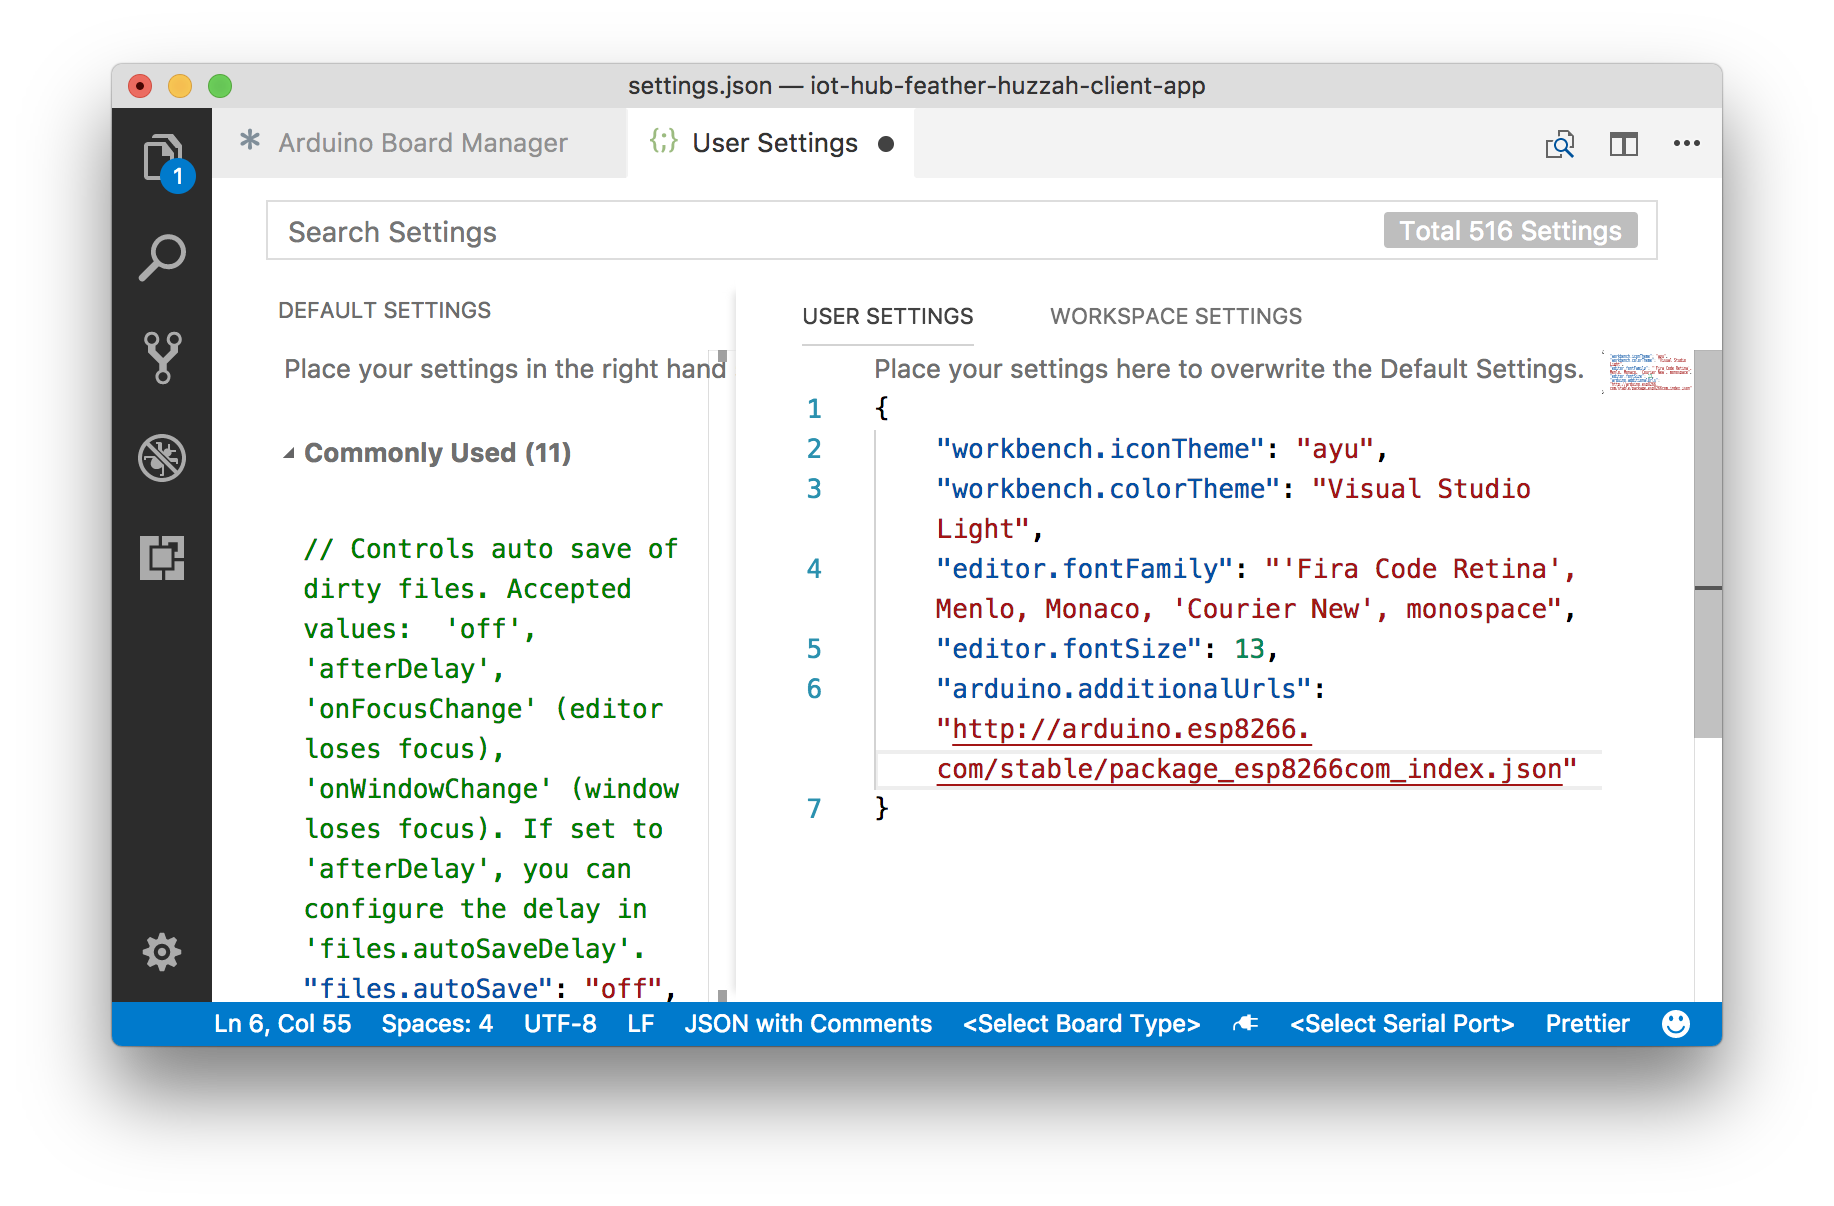 settings.json — iot-hub-feather-huzzah-client-app
1
Arduino Board Manager
{;} User Settings
Search Settings
Total 516 Settings
DEFAULT SETTINGS
Place your settings in the right hand
Commonly Used (11)
// Controls auto save of
dirty files. Accepted
values:  'off',
'afterDelay',
'onFocusChange' (editor
loses focus),
'onWindowChange' (window
loses focus). If set to
'afterDelay', you can
configure the delay in
'files.autoSaveDelay'.
"files.autoSave": "off",
USER SETTINGS
WORKSPACE SETTINGS
Place your settings here to overwrite the Default Settings.
1 {
2 "workbench.iconTheme": "ayu",
3 "workbench.colorTheme": "Visual Studio
Light",
4 "editor.fontFamily": "'Fira Code Retina',
Menlo, Monaco, 'Courier New', monospace",
5 "editor.fontSize": 13,
6 "arduino.additionalUrls":
"http://arduino.esp8266.
com/stable/package_esp8266com_index.json"
7 }
Ln 6, Col 55 Spaces: 4 UTF-8 LF JSON with Comments <Select Board Type> <Select Serial Port> Prettier